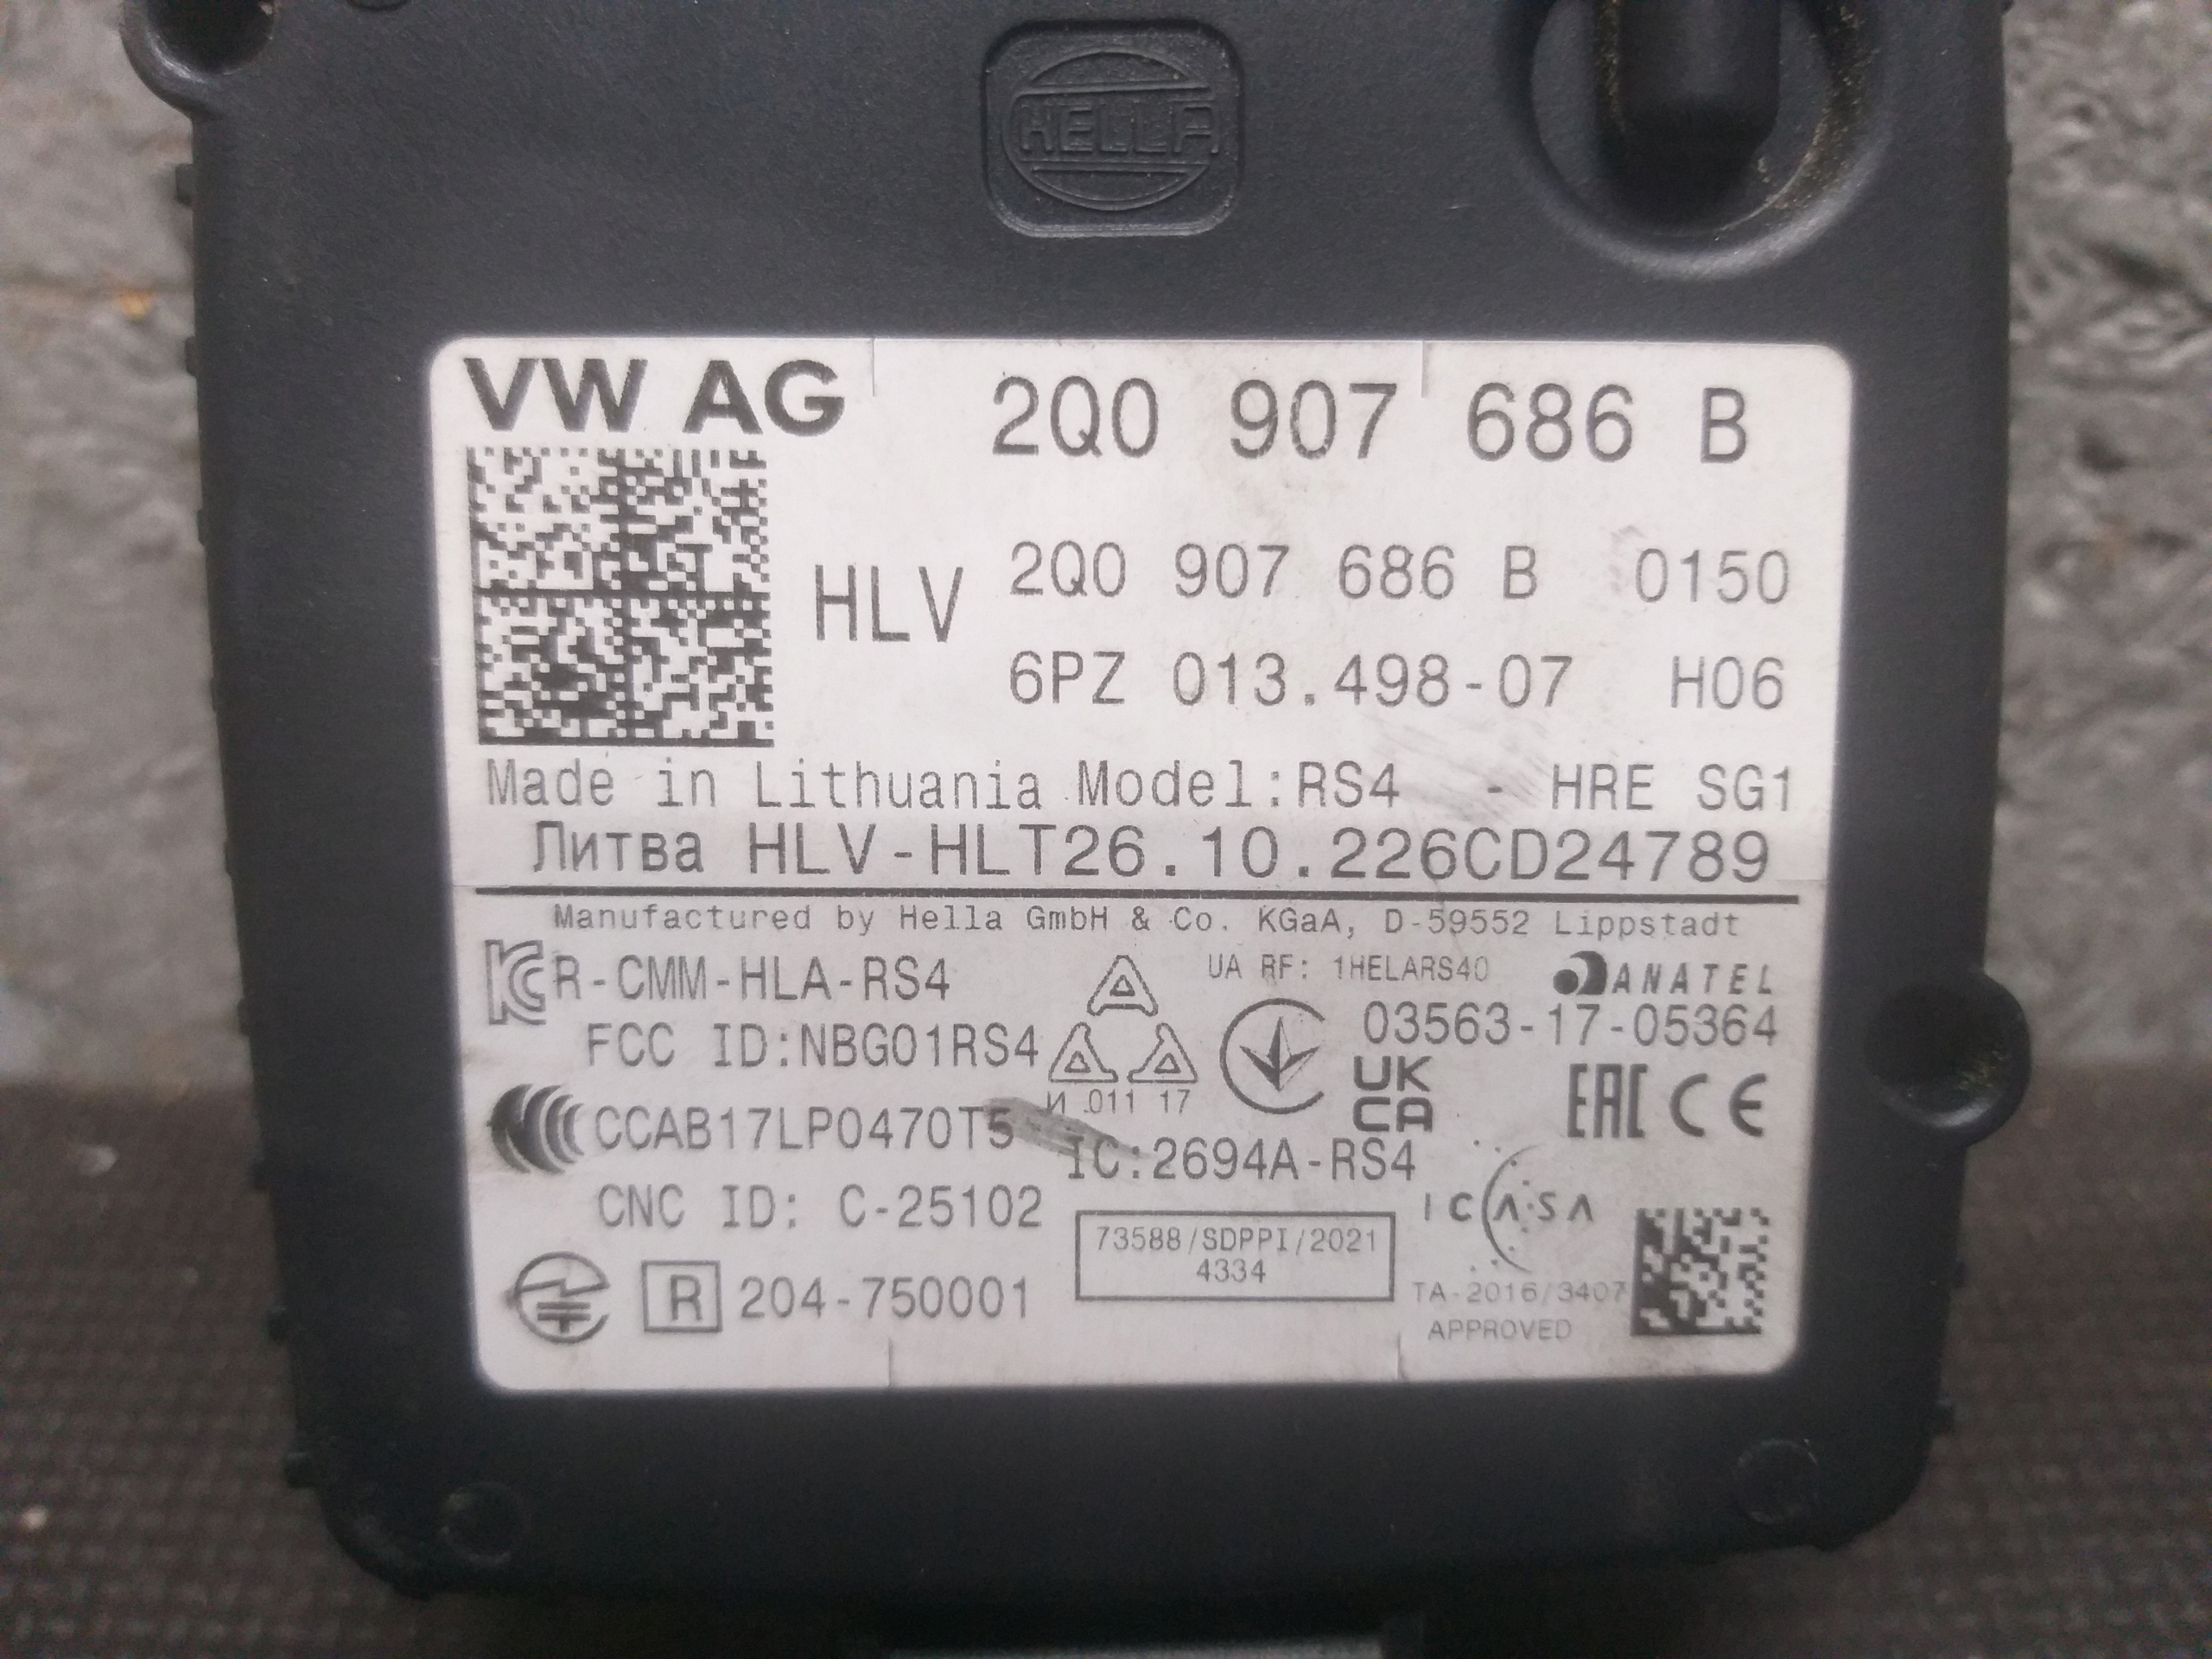 HELLA
VW AG 2Q0 907 686 B
HLV 2Q0 907 686 B 0150
6PZ 013.498-07 H06
Made in Lithuania Model:RS4 - HRE SG1
Литва HLV-HLT26.10.226CD24789
Manufactured by Hella GmbH & Co. KGaA, D-59552 Lippstadt
R-CMM-HLA-RS4
UA RF: 1HELARS40
ANATEL
FCC ID:NBG01RS4
03563-17-05364
И 011 17
UK
CA
EAC CE
CCAB17LP0470T5
IC:2694A-RS4
CNC ID: C-25102
ICASA
73588/SDPPI/2021
4334
R 204-750001
TA-2016/3407
APPROVED